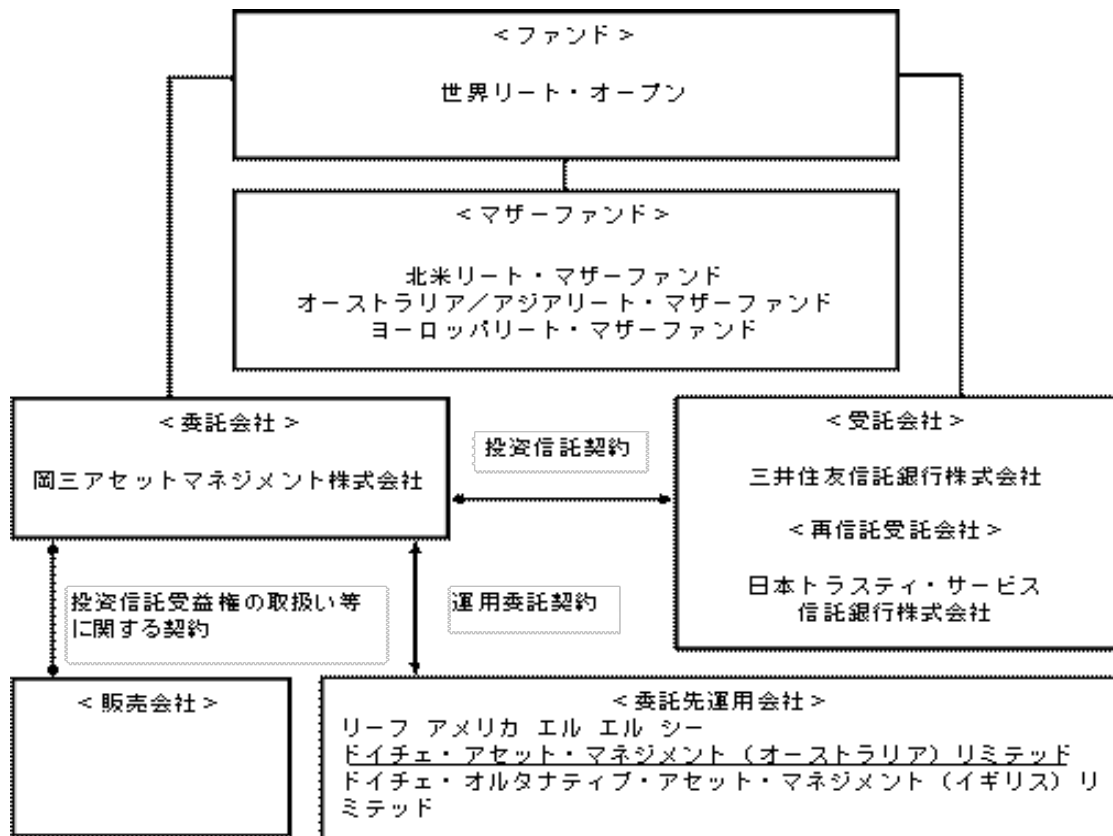 ＜ファンド＞
世界リート・オープン
＜マザーファンド＞
北米リート・マザーファンド
オーストラリア／アジアリート・マザーファンド
ヨーロッパリート・マザーファンド
＜委託会社＞
岡三アセットマネジメント株式会社
投資信託契約
＜受託会社＞
三井住友信託銀行株式会社
＜再信託受託会社＞
日本トラスティ・サービス
信託銀行株式会社
投資信託受益権の取扱い等
に関する契約
運用委託契約
＜販売会社＞
＜委託先運用会社＞
リーフ アメリカ エル エル シー
ドイチェ・アセット・マネジメント（オーストラリア）リミテッド
ドイチェ・オルタナティブ・アセット・マネジメント（イギリス）リ
ミテッド